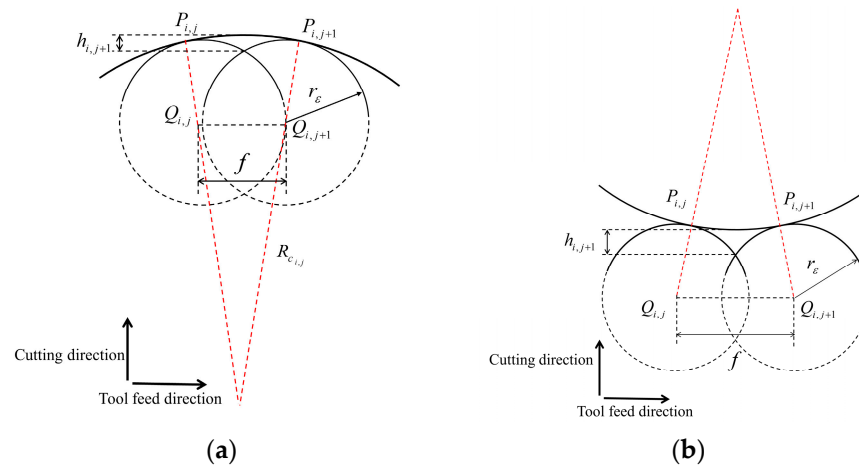 P_{i,j}
P_{i,j+1}
h_{i,j+1}
r_ε
Q_{i,j}
Q_{i,j+1}
f
R_{c_{i,j}}
Cutting direction
Tool feed direction
(a)
P_{i,j}
P_{i,j+1}
h_{i,j+1}
r_ε
Q_{i,j}
Q_{i,j+1}
f
Cutting direction
Tool feed direction
(b)